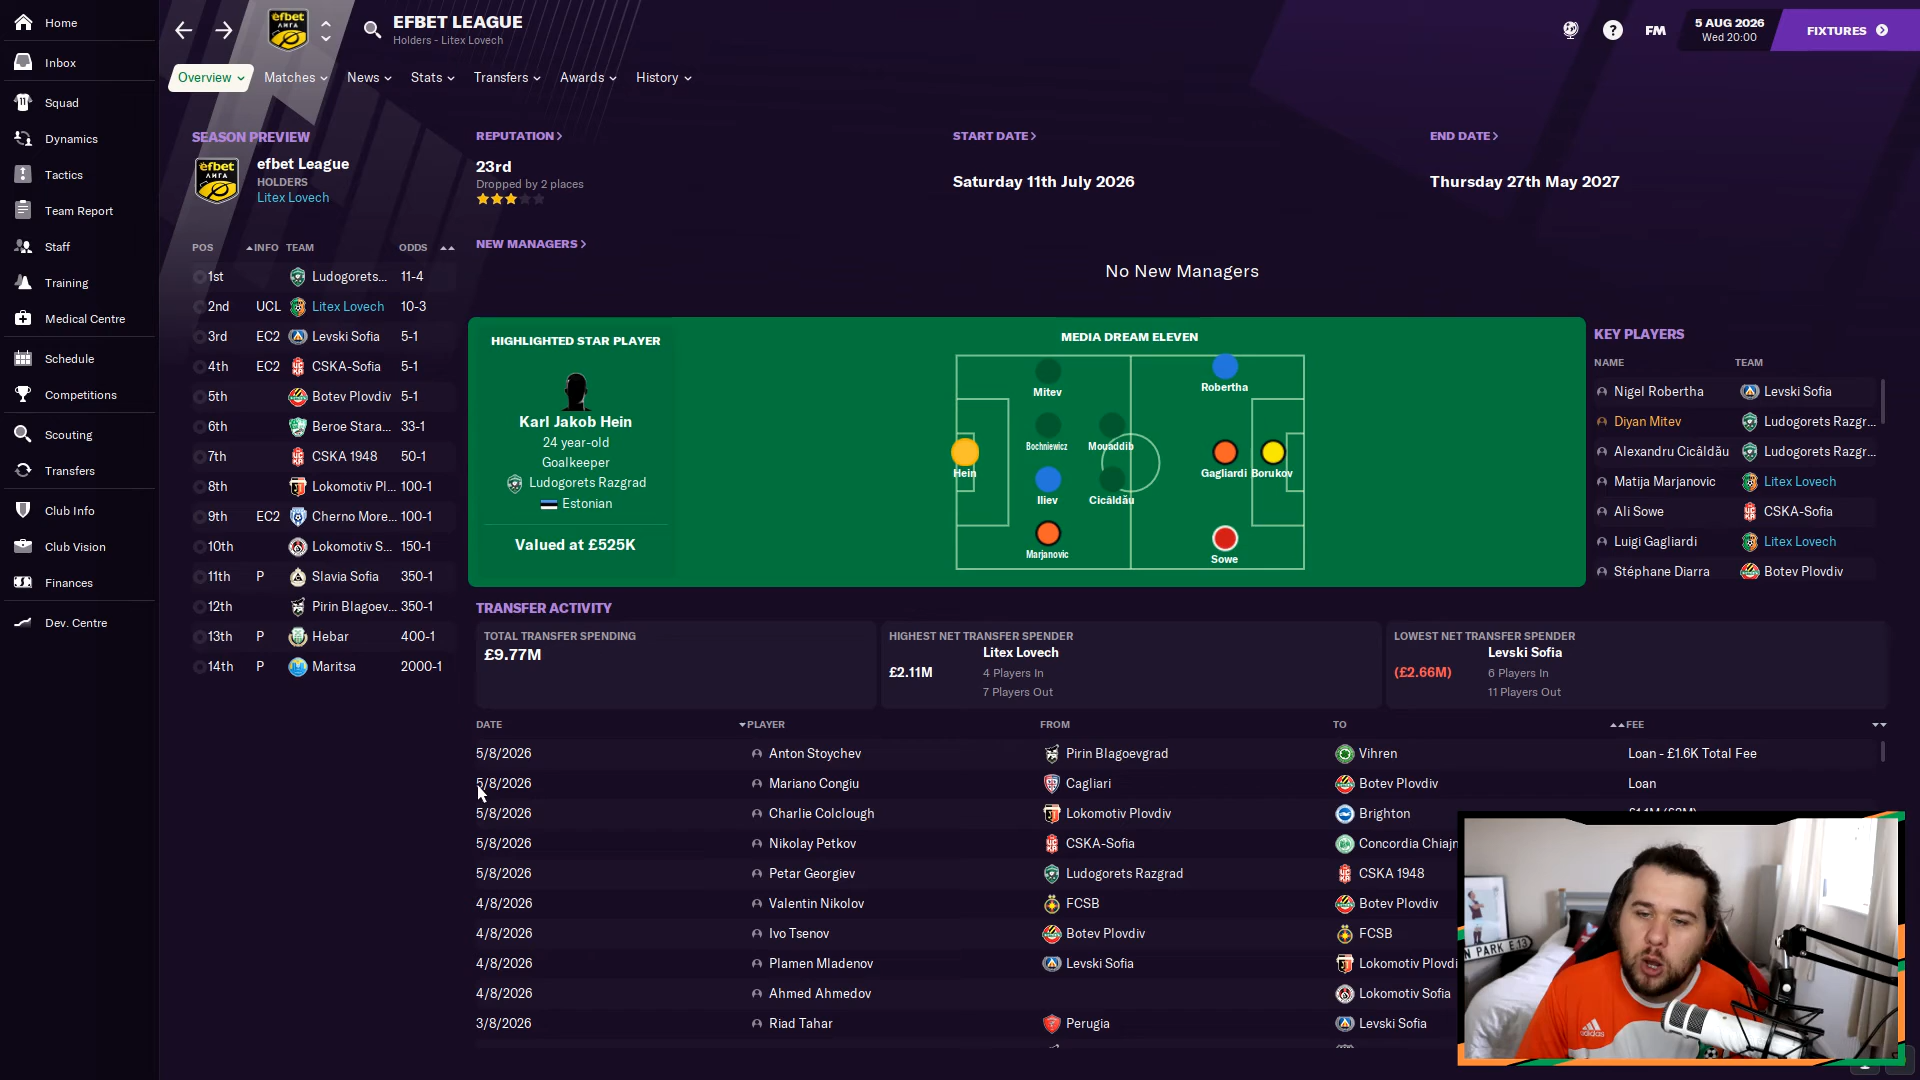 Home
Inbox
Squad
Dynamics
Tactics
Team Report
Staff
Training
Medical Centre
Schedule
Competitions
Scouting
Transfers
Club Info
Club Vision
Finances
Dev. Centre
EFBET LEAGUE
Holders - Litex Lovech
FM
5 AUG 2026
Wed 20:00
FIXTURES
Overview Matches News Stats Transfers Awards History
SEASON PREVIEW
efbet League
HOLDERS
Litex Lovech
REPUTATION
23rd
Dropped by 2 places
START DATE
Saturday 11th July 2026
END DATE
Thursday 27th May 2027
NEW MANAGERS
No New Managers
POS INFO TEAM ODDS
1st Ludogorets... 11-4
2nd UCL Litex Lovech 10-3
3rd EC2 Levski Sofia 5-1
4th EC2 CSKA-Sofia 5-1
5th Botev Plovdiv 5-1
6th Beroe Stara... 33-1
7th CSKA 1948 50-1
8th Lokomotiv Pl... 100-1
9th EC2 Cherno More... 100-1
10th Lokomotiv S... 150-1
11th P Slavia Sofia 350-1
12th Pirin Blagoev... 350-1
13th P Hebar 400-1
14th P Maritsa 2000-1
HIGHLIGHTED STAR PLAYER
Karl Jakob Hein
24 year-old
Goalkeeper
Ludogorets Razgrad
Estonian
Valued at £525K
MEDIA DREAM ELEVEN
Mitev
Robertha
Bochniewicz
Mouaddib
Hein
Gagliardi
Borukov
Iliev
Cicâldău
Marjanovic
Sowe
KEY PLAYERS
NAME TEAM
Nigel Robertha Levski Sofia
Diyan Mitev Ludogorets Razgr...
Alexandru Cicâldău Ludogorets Razgr...
Matija Marjanovic Litex Lovech
Ali Sowe CSKA-Sofia
Luigi Gagliardi Litex Lovech
Stéphane Diarra Botev Plovdiv
TRANSFER ACTIVITY
TOTAL TRANSFER SPENDING
£9.77M
HIGHEST NET TRANSFER SPENDER
Litex Lovech
£2.11M
4 Players In
7 Players Out
LOWEST NET TRANSFER SPENDER
Levski Sofia
(£2.66M)
6 Players In
11 Players Out
DATE PLAYER FROM TO FEE
5/8/2026 Anton Stoychev Pirin Blagoevgrad Vihren Loan - £1.6K Total Fee
5/8/2026 Mariano Congiu Cagliari Botev Plovdiv Loan
5/8/2026 Charlie Colclough Lokomotiv Plovdiv Brighton
5/8/2026 Nikolay Petkov CSKA-Sofia Concordia
5/8/2026 Petar Georgiev Ludogorets Razgrad CSKA 1948
4/8/2026 Valentin Nikolov FCSB Botev Plovdiv
4/8/2026 Ivo Tsenov Botev Plovdiv FCSB
4/8/2026 Plamen Mladenov Levski Sofia Lokomotiv
4/8/2026 Ahmed Ahmedov Lokomotiv Sofia
3/8/2026 Riad Tahar Perugia Levski Sofia
adidas